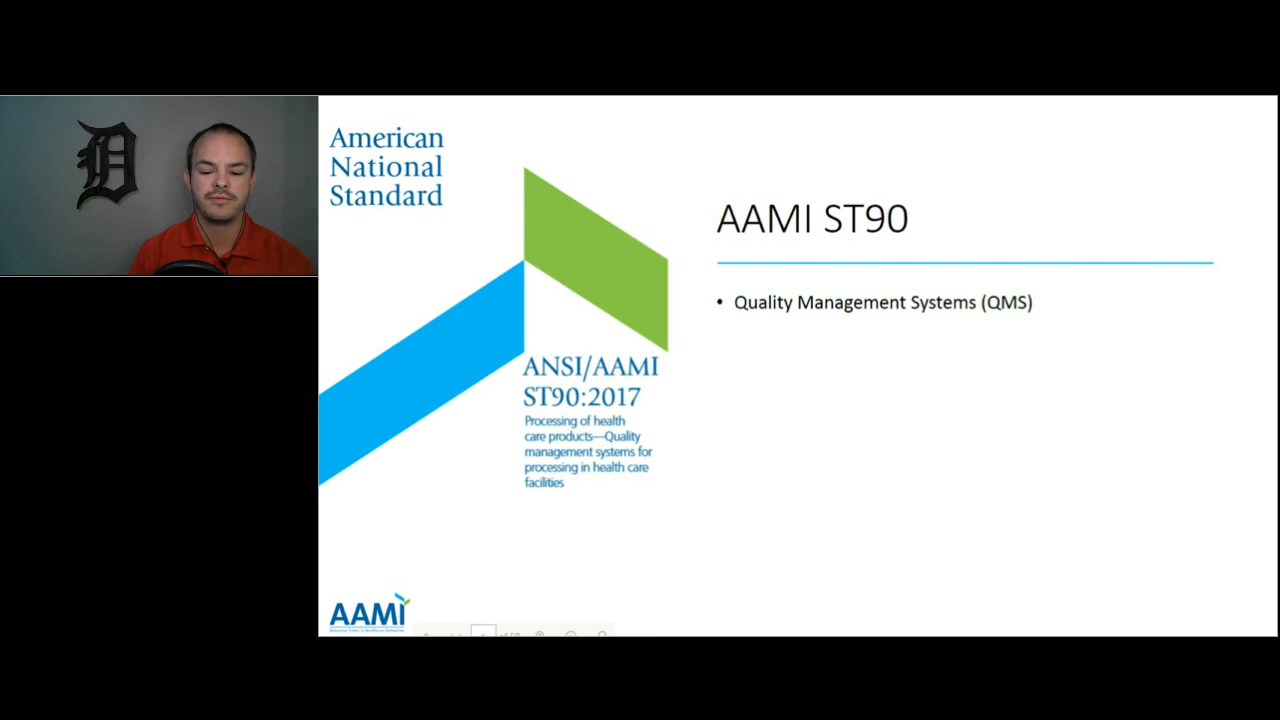 D
American
National
Standard
AAMI ST90
• Quality Management Systems (QMS)
ANSI/AAMI
ST90:2017
Processing of health
care products—Quality
management systems for
processing in health care
facilities
AAMI